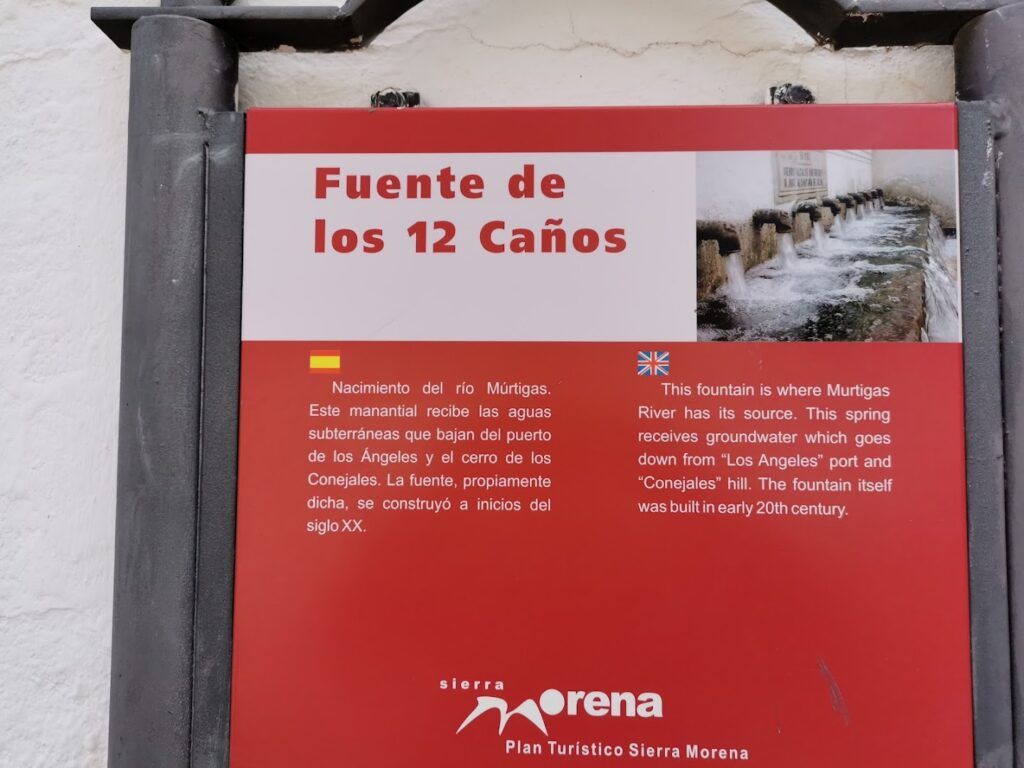 Fuente de
los 12 Caños
Nacimiento del río Múrtigas.
Este manantial recibe las aguas
subterráneas que bajan del puerto
de los Ángeles y el cerro de los
Conejales. La fuente, propiamente
dicha, se construyó a inicios del
siglo XX.
This fountain is where Murtigas
River has its source. This spring
receives groundwater which goes
down from “Los Angeles” port and
“Conejales” hill. The fountain itself
was built in early 20th century.
sierra
morena
Plan Turístico Sierra Morena